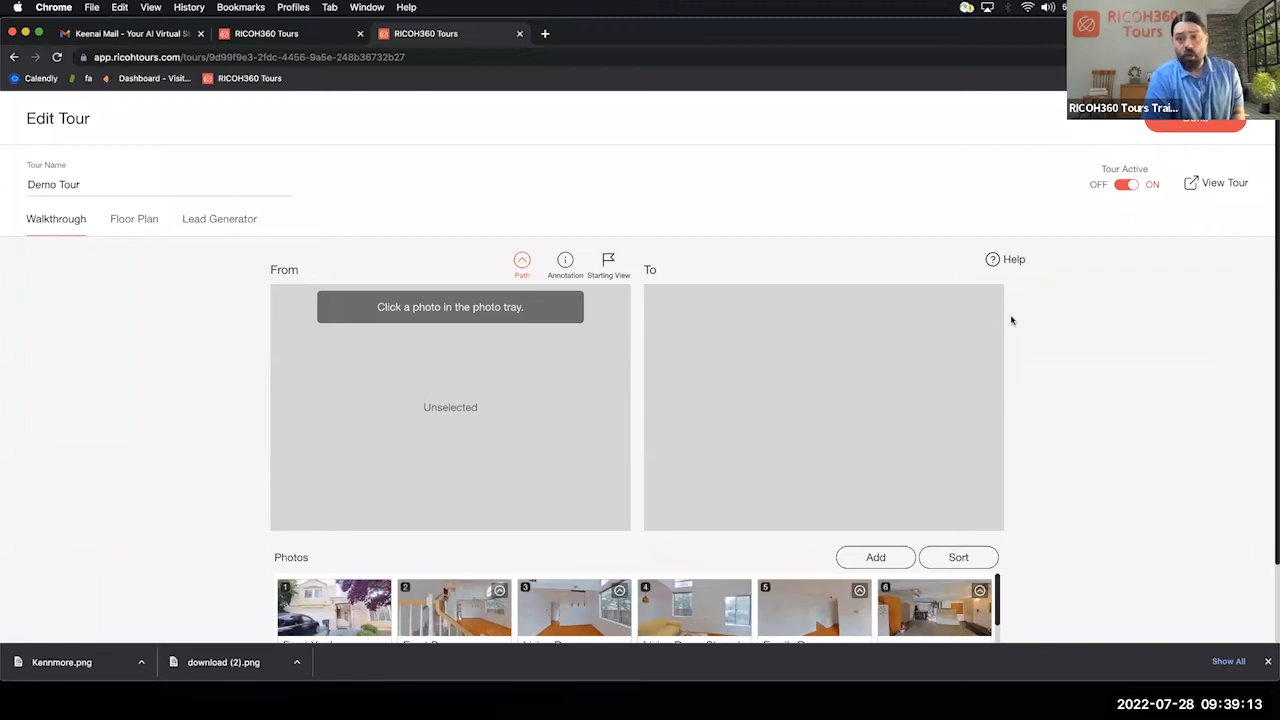 Chrome File Edit View History Bookmarks Profiles Tab Window Help
Keenai Mail - Your AI Virtual St
RICOH360 Tours
RICOH360 Tours
app.ricohtours.com/tours/9d99f9e3-2fdc-4456-9a5e-248b36732b27
Calendly
fa
Dashboard - Visit...
RICOH360 Tours
RICOH360
Tours
RICOH360 Tours Trai...
Edit Tour
Tour Name
Demo Tour
Tour Active
OFF ON
View Tour
Walkthrough Floor Plan Lead Generator
From
Path
Annotation
Starting View
To
Help
Click a photo in the photo tray.
Unselected
Photos
Add
Sort
1 2 3 4 5 6
Kennmore.png
download (2).png
Show All
2022-07-28 09:39:13